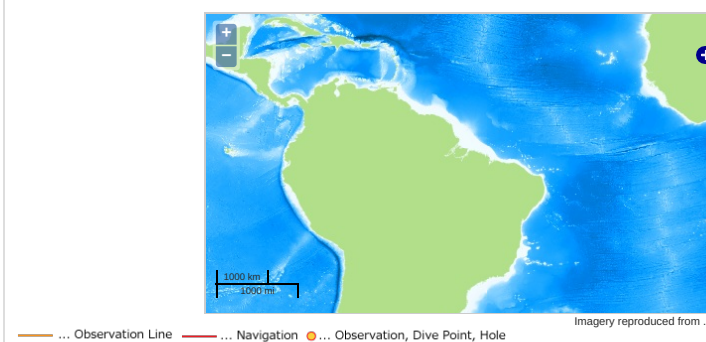 +
−
1000 km
1000 mi
Imagery reproduced from .
... Observation Line ... Navigation ... Observation, Dive Point, Hole